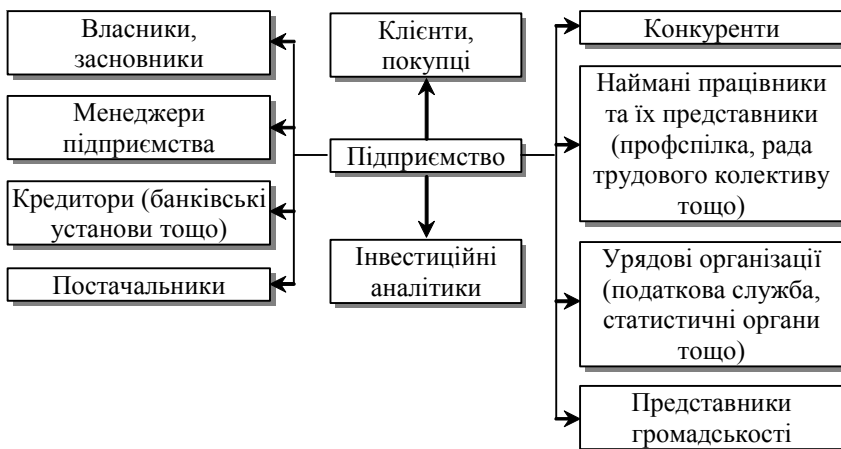 Власники,
засновники
Менеджери
підприємства
Кредитори (банківські
установи тощо)
Постачальники
Клієнти,
покупці
Підприємство
Інвестиційні
аналітики
Конкуренти
Наймані працівники
та їх представники
(профспілка, рада
трудового колективу
тощо)
Урядові організації
(податкова служба,
статистичні органи
тощо)
Представники
громадськості